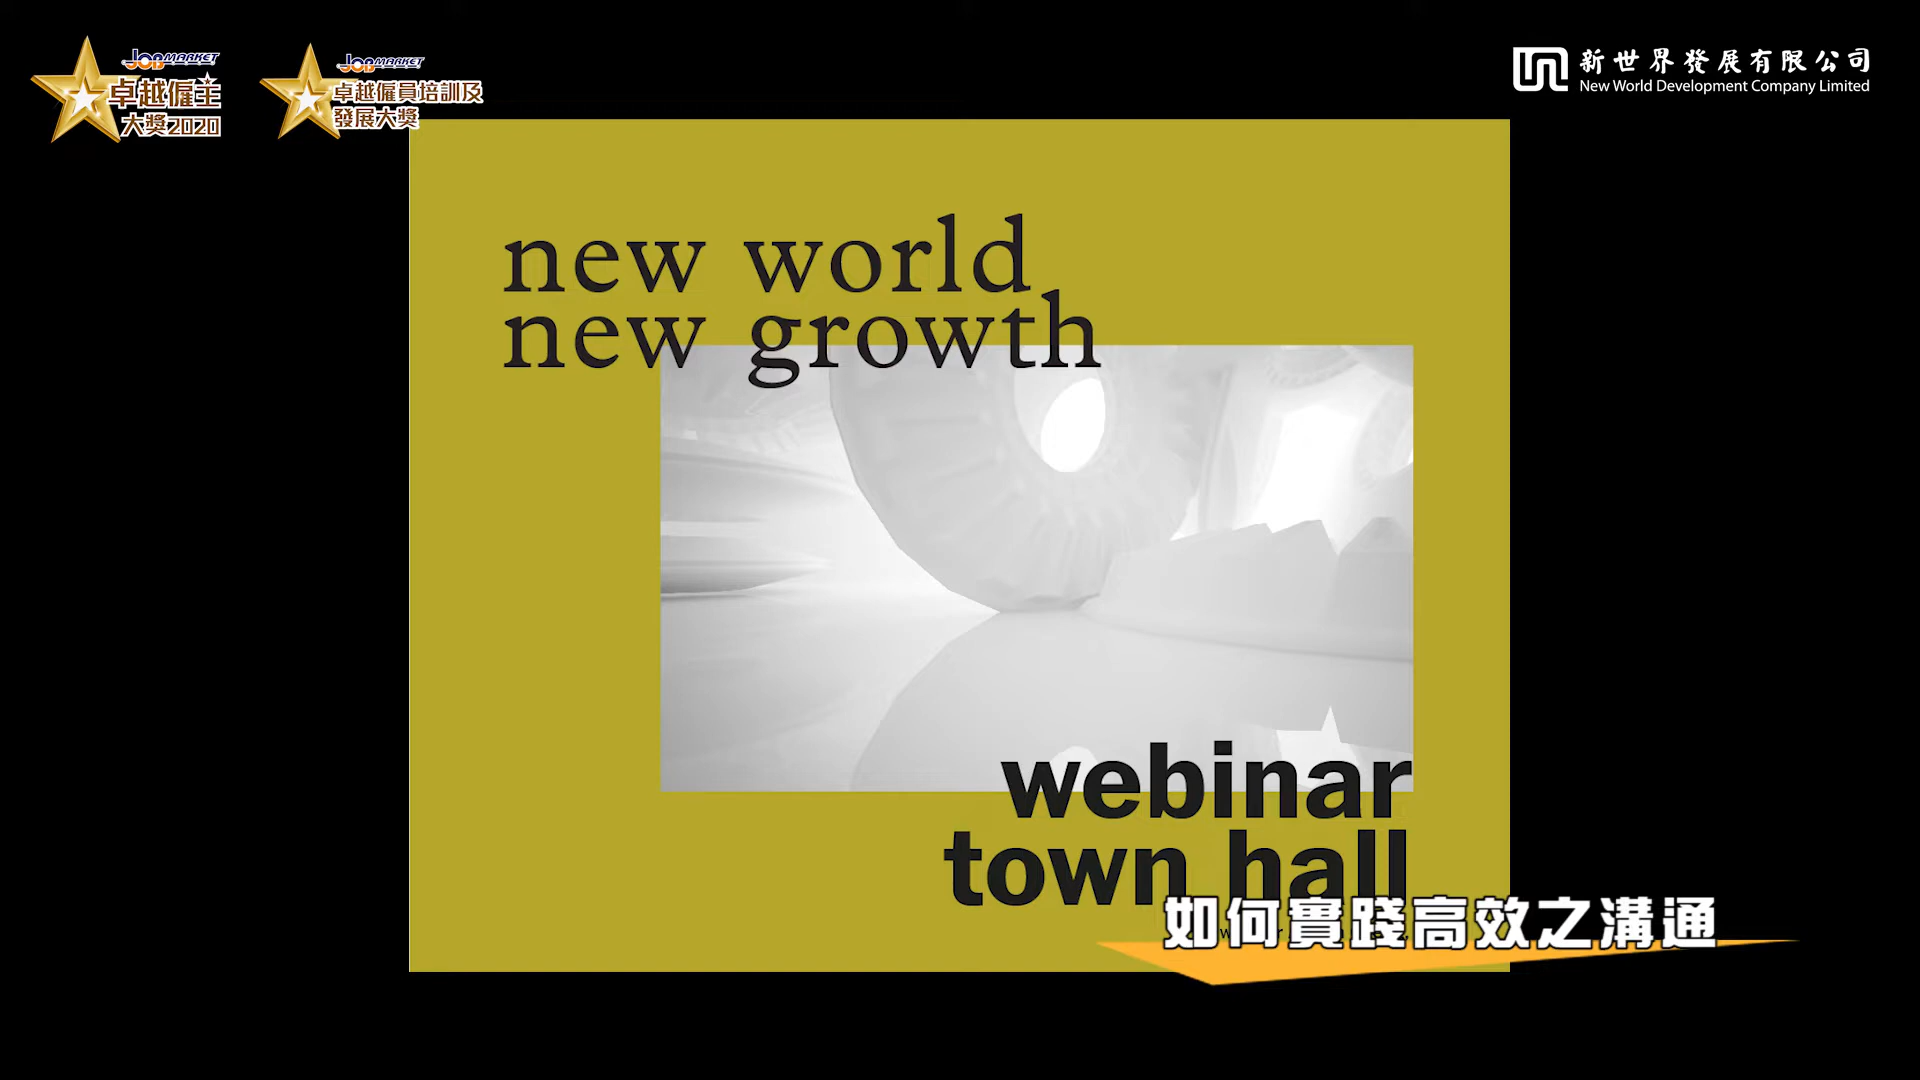 JOBMARKET
卓越僱主
大獎2020
JOBMARKET
卓越僱員培訓及
發展大獎
新世界發展有限公司
New World Development Company Limited
new world
new growth
webinar
town hall
如何實踐高效之溝通